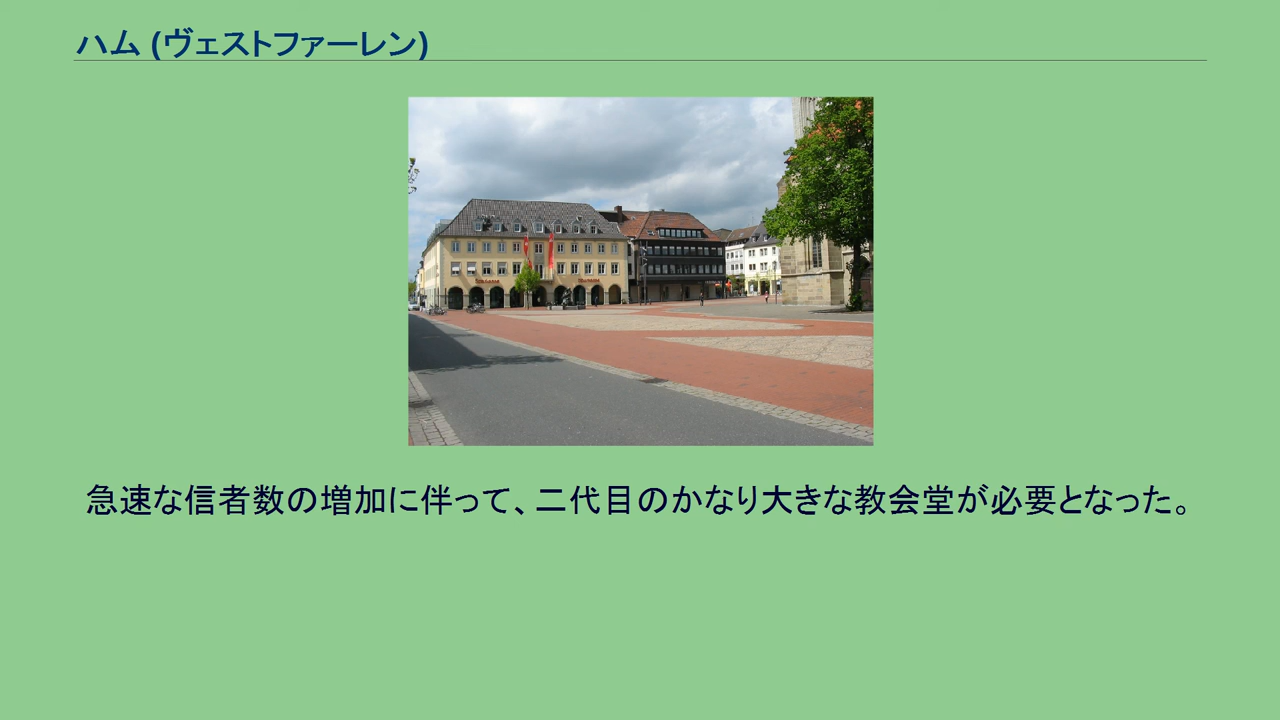 ハム (ヴェストファーレン)
急速な信者数の増加に伴って、二代目のかなり大きな教会堂が必要となった。